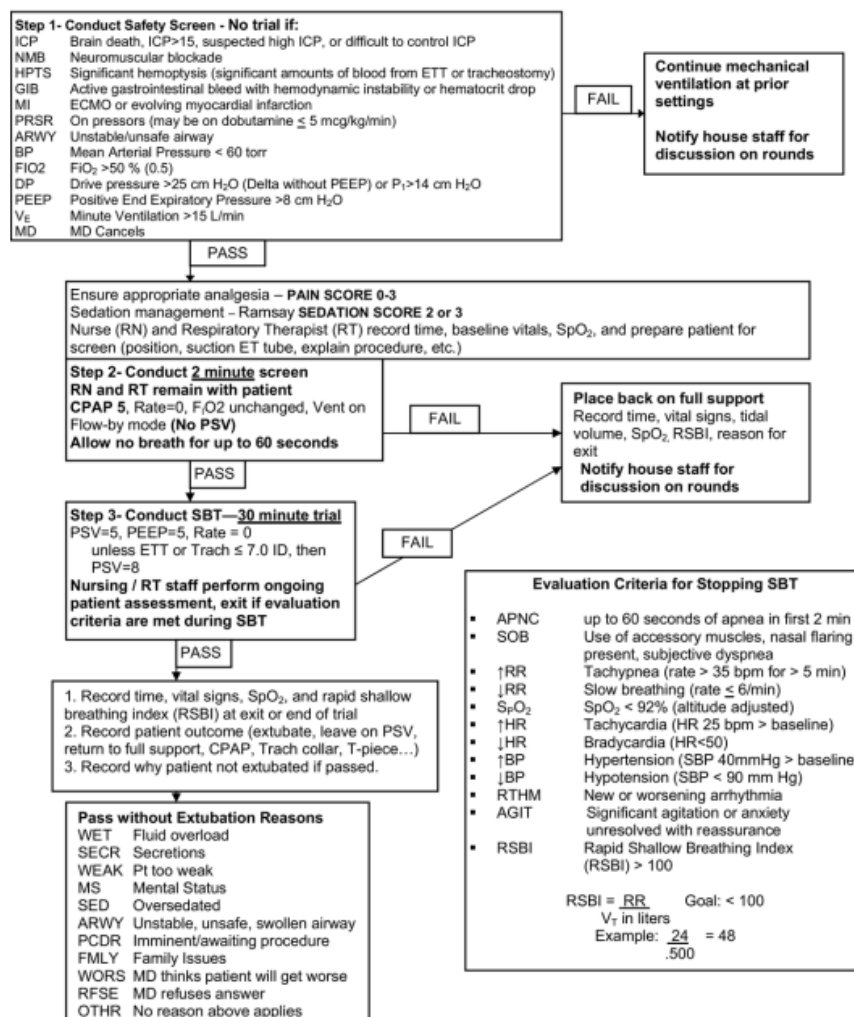 Step 1- Conduct Safety Screen - No trial if:
ICP Brain death, ICP>15, suspected high ICP, or difficult to control ICP
NMB Neuromuscular blockade
HPTS Significant hemoptysis (significant amounts of blood from ETT or tracheostomy)
GIB Active gastrointestinal bleed with hemodynamic instability or hematocrit drop
MI ECMO or evolving myocardial infarction
PRSR On pressors (may be on dobutamine ≤ 5 mcg/kg/min)
ARWY Unstable/unsafe airway
BP Mean Arterial Pressure < 60 torr
FIO2 FiO₂ >50 % (0.5)
DP Drive pressure >25 cm H₂O (Delta without PEEP) or P₁>14 cm H₂O
PEEP Positive End Expiratory Pressure >8 cm H₂O
V_E Minute Ventilation >15 L/min
MD MD Cancels
FAIL
Continue mechanical
ventilation at prior
settings
Notify house staff for
discussion on rounds
PASS
Ensure appropriate analgesia – PAIN SCORE 0-3
Sedation management – Ramsay SEDATION SCORE 2 or 3
Nurse (RN) and Respiratory Therapist (RT) record time, baseline vitals, SpO₂, and prepare patient for
screen (position, suction ET tube, explain procedure, etc.)
Step 2- Conduct 2 minute screen
RN and RT remain with patient
CPAP 5, Rate=0, FᵢO2 unchanged, Vent on
Flow-by mode (No PSV)
Allow no breath for up to 60 seconds
FAIL
Place back on full support
Record time, vital signs, tidal
volume, SpO₂, RSBI, reason for
exit
Notify house staff for
discussion on rounds
PASS
Step 3- Conduct SBT—30 minute trial
PSV=5, PEEP=5, Rate = 0
unless ETT or Trach ≤ 7.0 ID, then
PSV=8
Nursing / RT staff perform ongoing
patient assessment, exit if evaluation
criteria are met during SBT
FAIL
PASS
1. Record time, vital signs, SpO₂, and rapid shallow
breathing index (RSBI) at exit or end of trial
2. Record patient outcome (extubate, leave on PSV,
return to full support, CPAP, Trach collar, T-piece…)
3. Record why patient not extubated if passed.
Pass without Extubation Reasons
WET Fluid overload
SECR Secretions
WEAK Pt too weak
MS Mental Status
SED Oversedated
ARWY Unstable, unsafe, swollen airway
PCDR Imminent/awaiting procedure
FMLY Family Issues
WORS MD thinks patient will get worse
RFSE MD refuses answer
OTHR No reason above applies
Evaluation Criteria for Stopping SBT
▪ APNC up to 60 seconds of apnea in first 2 min
▪ SOB Use of accessory muscles, nasal flaring
present, subjective dyspnea
▪ ↑RR Tachypnea (rate > 35 bpm for > 5 min)
▪ ↓RR Slow breathing (rate ≤ 6/min)
▪ SₚO₂ SpO₂ < 92% (altitude adjusted)
▪ ↑HR Tachycardia (HR 25 bpm > baseline)
▪ ↓HR Bradycardia (HR<50)
▪ ↑BP Hypertension (SBP 40mmHg > baseline
▪ ↓BP Hypotension (SBP < 90 mm Hg)
▪ RTHM New or worsening arrhythmia
▪ AGIT Significant agitation or anxiety
unresolved with reassurance
▪ RSBI Rapid Shallow Breathing Index
(RSBI) > 100
RSBI = RR Goal: < 100
V_T in liters
Example: 24 = 48
.500